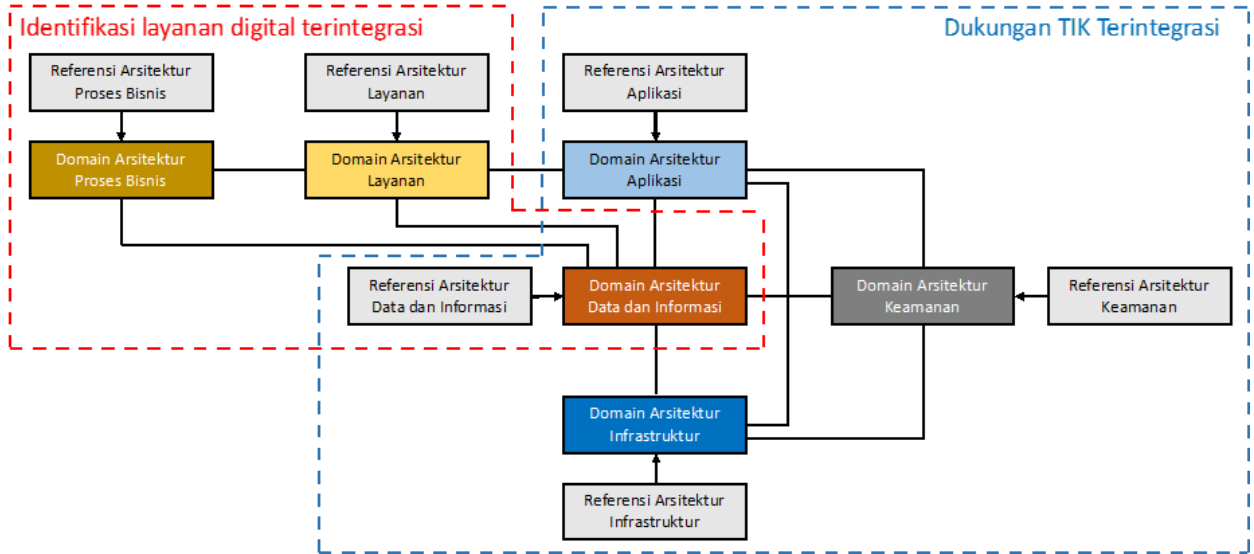 Identifikasi layanan digital terintegrasi
Dukungan TIK Terintegrasi
Referensi Arsitektur
Proses Bisnis
Referensi Arsitektur
Layanan
Referensi Arsitektur
Aplikasi
Domain Arsitektur
Proses Bisnis
Domain Arsitektur
Layanan
Domain Arsitektur
Aplikasi
Referensi Arsitektur
Data dan Informasi
Domain Arsitektur
Data dan Informasi
Domain Arsitektur
Keamanan
Referensi Arsitektur
Keamanan
Domain Arsitektur
Infrastruktur
Referensi Arsitektur
Infrastruktur